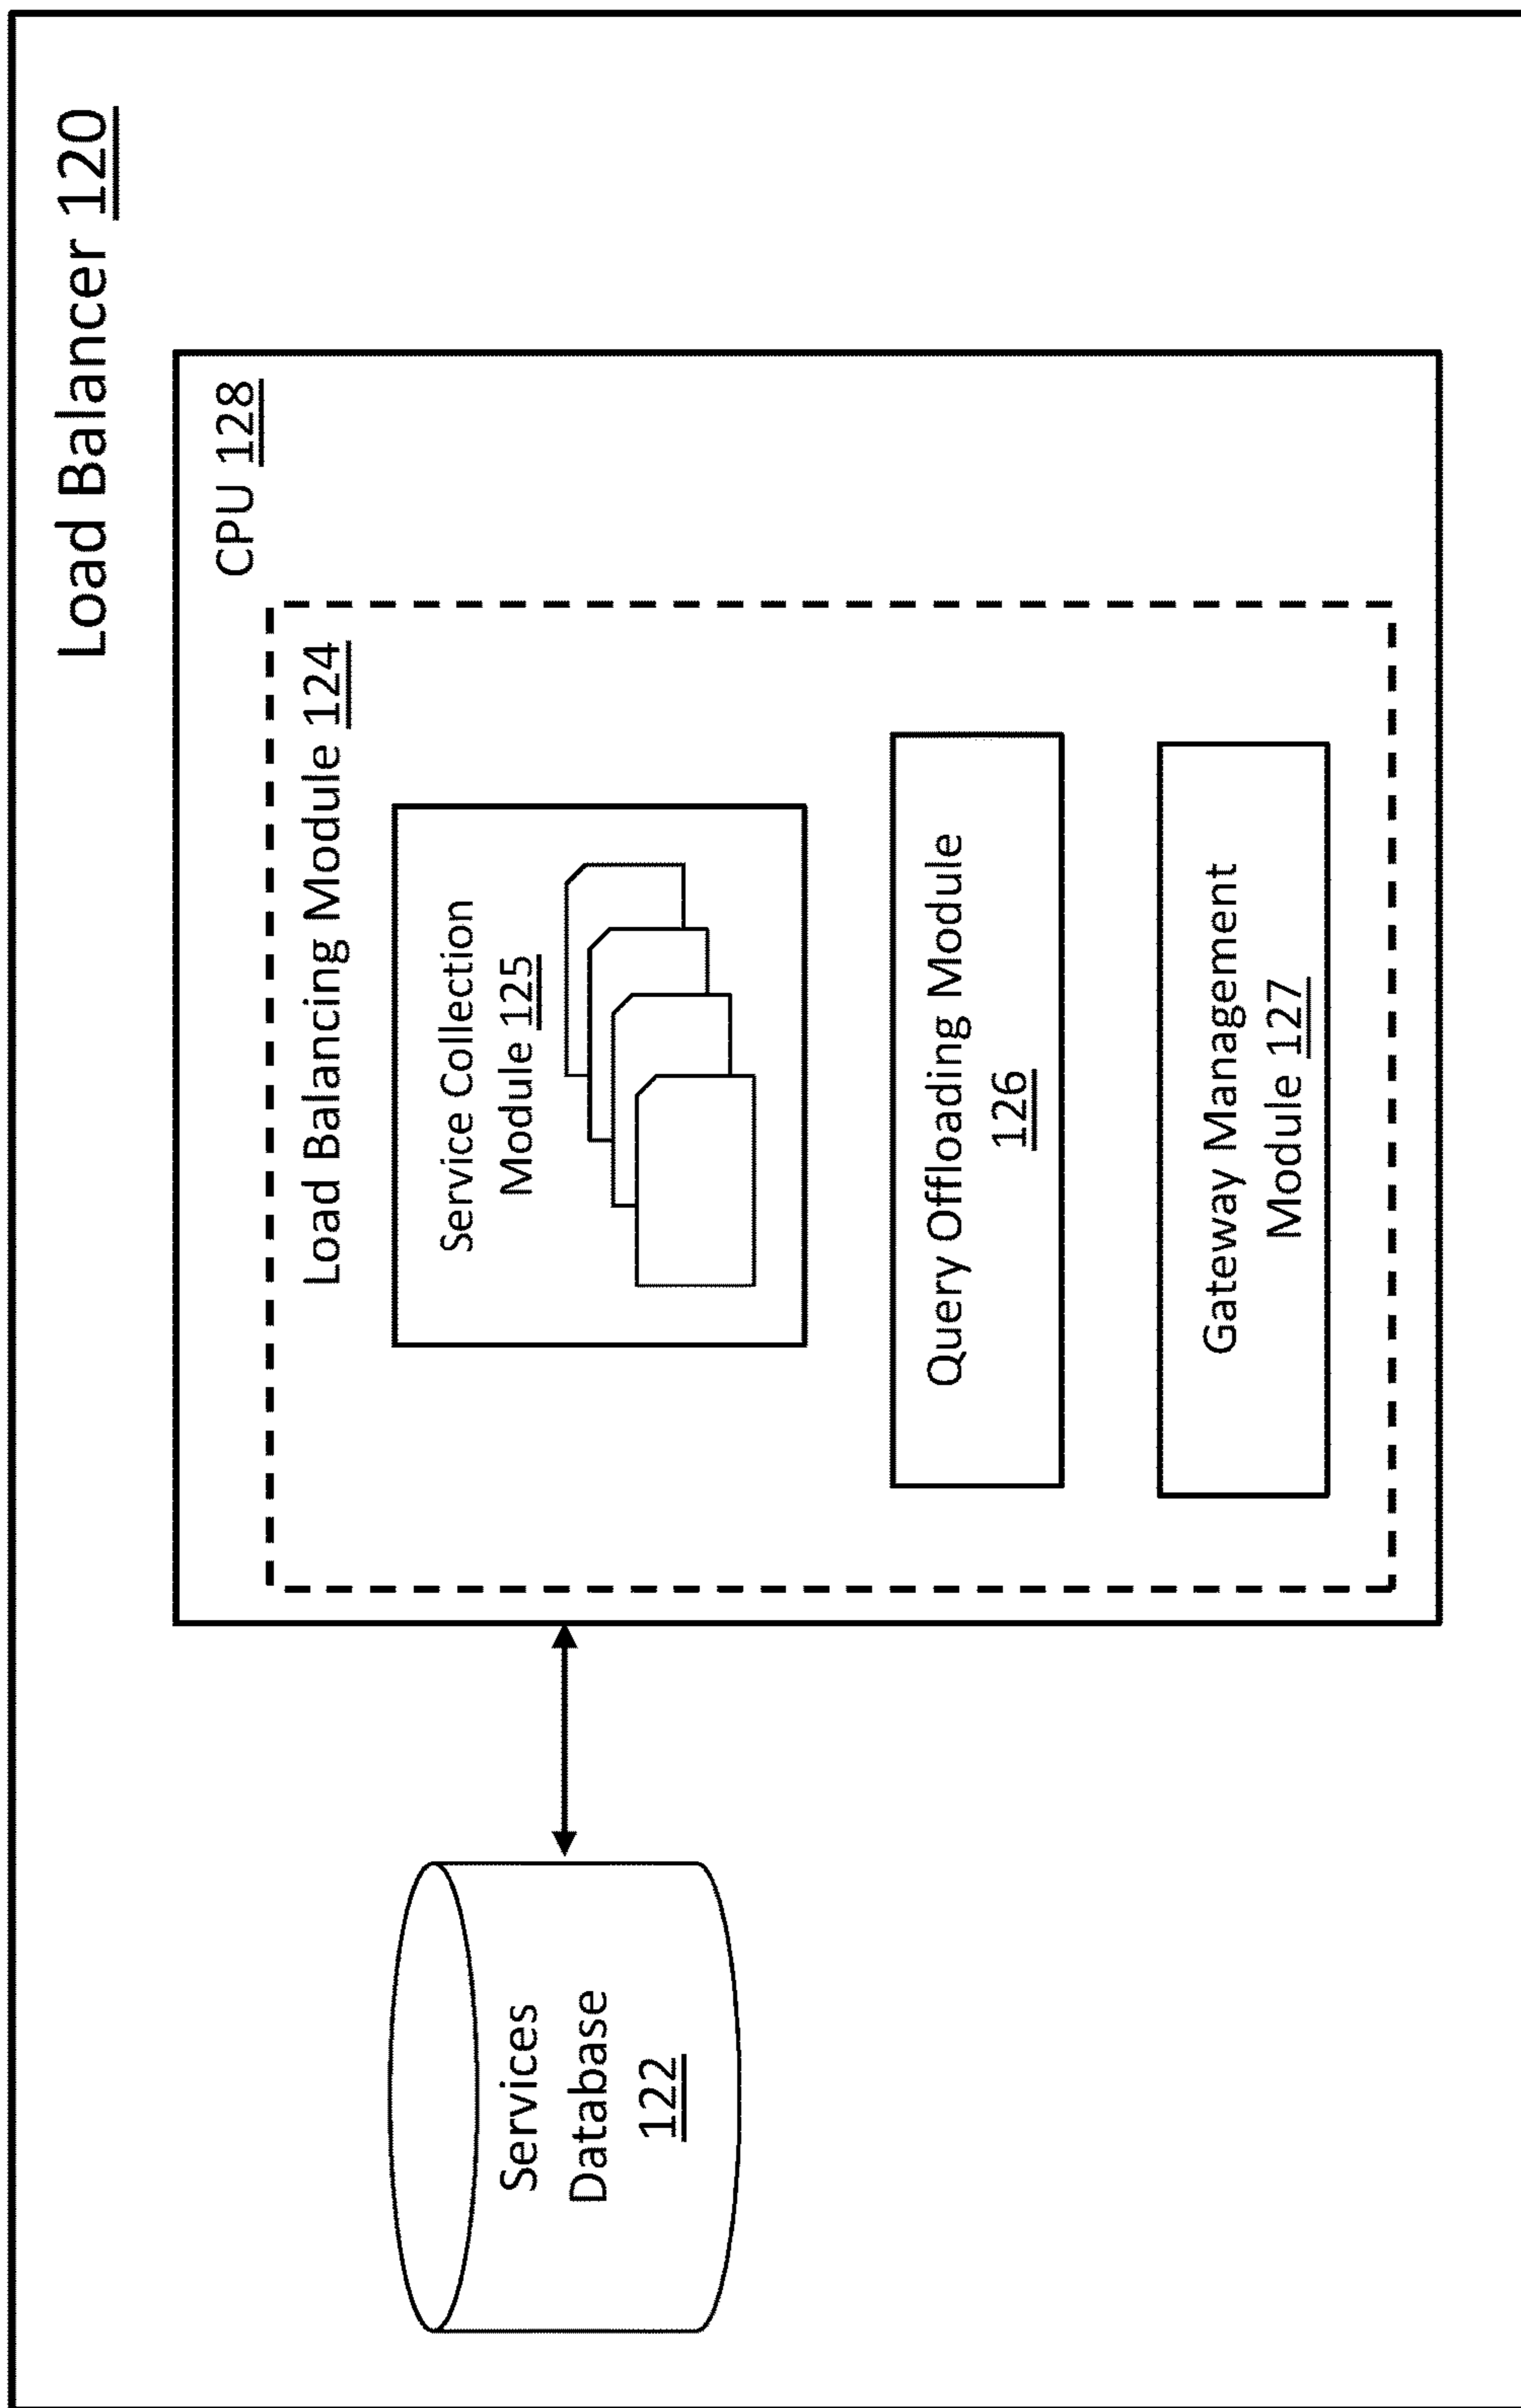 Load Balancer 120
CPU 128
Load Balancing Module 124
Service Collection
Module 125
Query Offloading Module
126
Gateway Management
Module 127
Services
Database
122